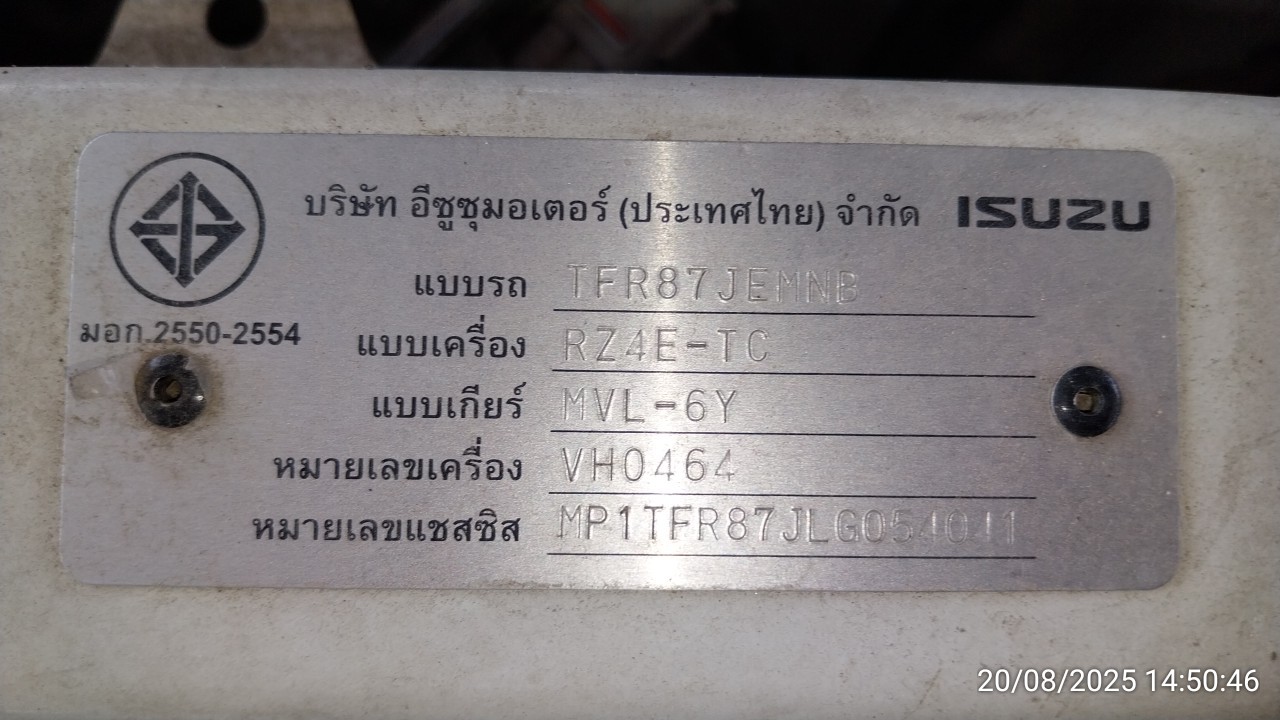 บริษัท อีซูซุมอเตอร์ (ประเทศไทย) จำกัด ISUZU
แบบรถ TFR87JEMNB
มอก.2550-2554
แบบเครื่อง RZ4E-TC
แบบเกียร์ MVL-6Y
หมายเลขเครื่อง VH0464
หมายเลขแชสซิส MP1TFR87JLG054041
20/08/2025 14:50:46